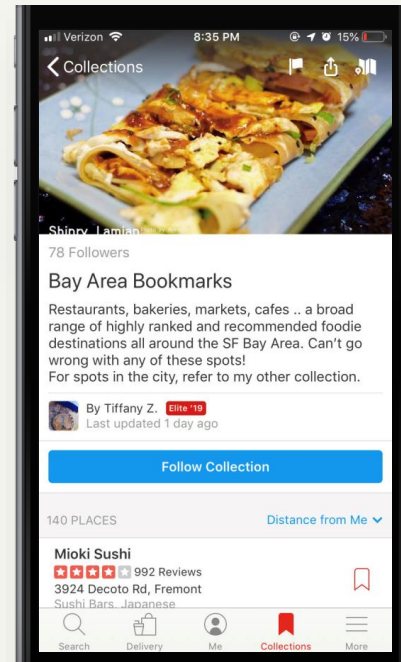 Verizon 8:35 PM 15%
Collections
Shinry Lamian
78 Followers
Bay Area Bookmarks
Restaurants, bakeries, markets, cafes .. a broad
range of highly ranked and recommended foodie
destinations all around the SF Bay Area. Can't go
wrong with any of these spots!
For spots in the city, refer to my other collection.
By Tiffany Z. Elite '19
Last updated 1 day ago
Follow Collection
140 PLACES Distance from Me
Mioki Sushi
992 Reviews
3924 Decoto Rd, Fremont
Sushi Bars, Japanese
Search Delivery Me Collections More